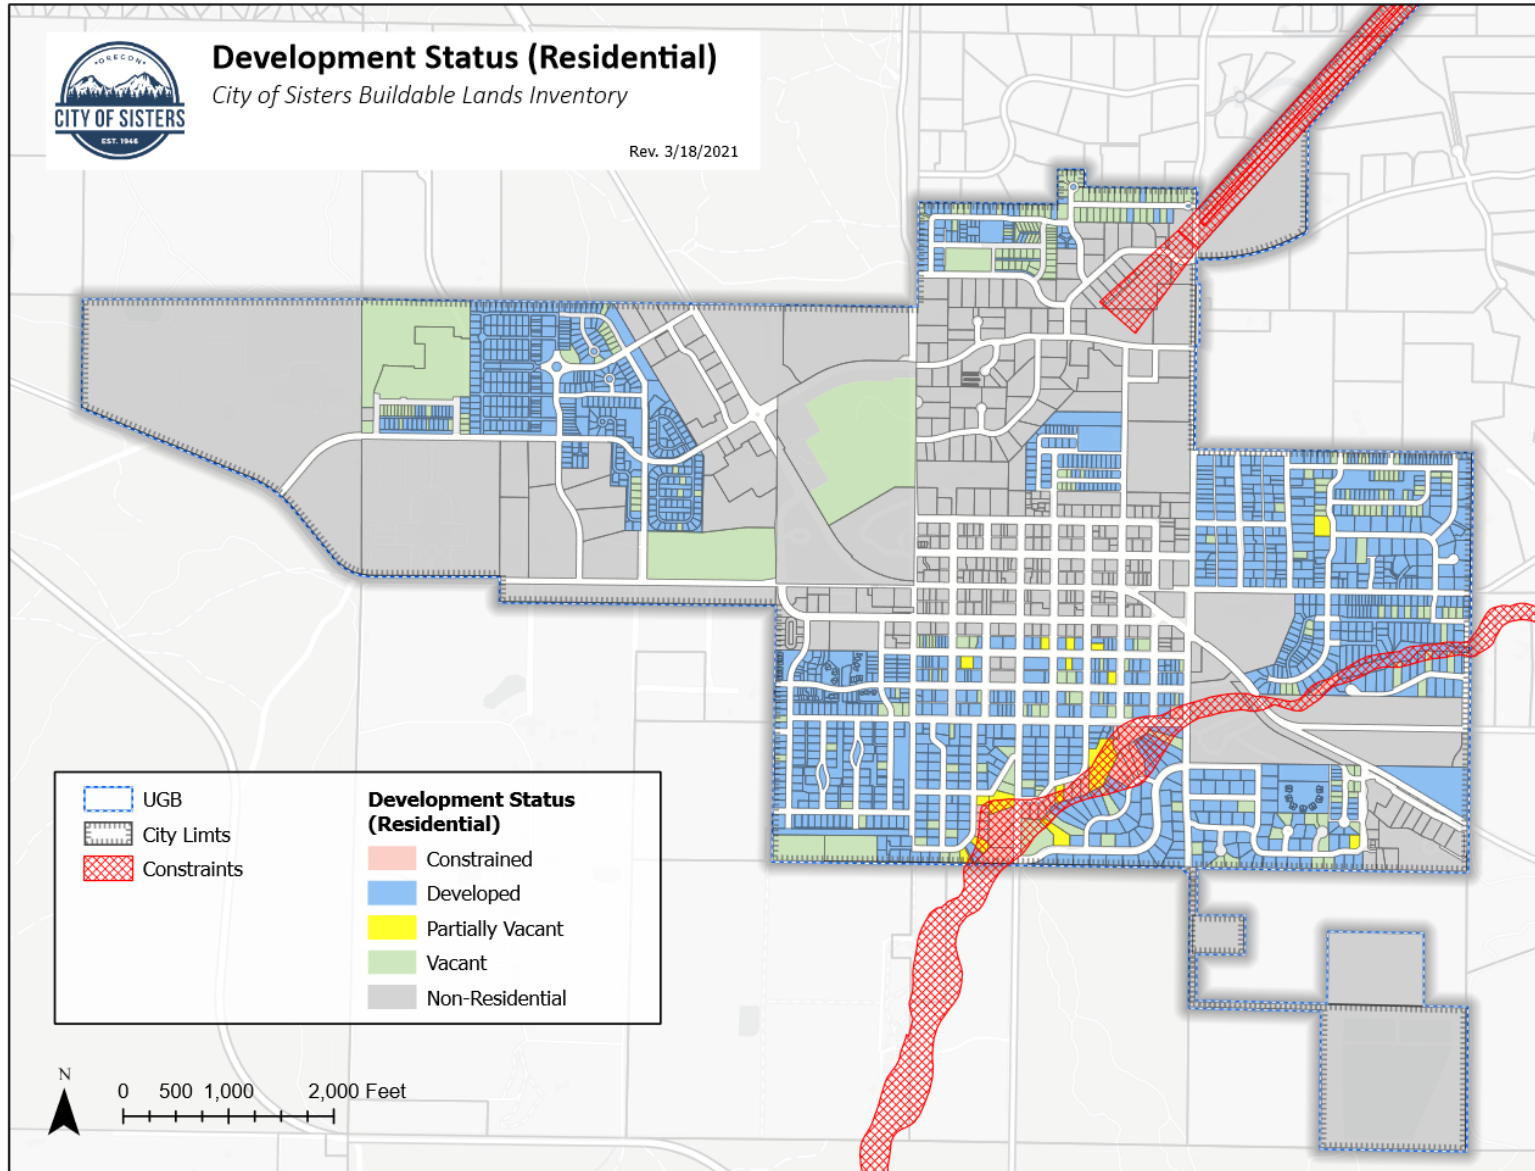 OREGON
CITY OF SISTERS
EST. 1946
Development Status (Residential)
City of Sisters Buildable Lands Inventory
Rev. 3/18/2021
UGB
City Limts
Constraints
Development Status
(Residential)
Constrained
Developed
Partially Vacant
Vacant
Non-Residential
N
0 500 1,000 2,000 Feet